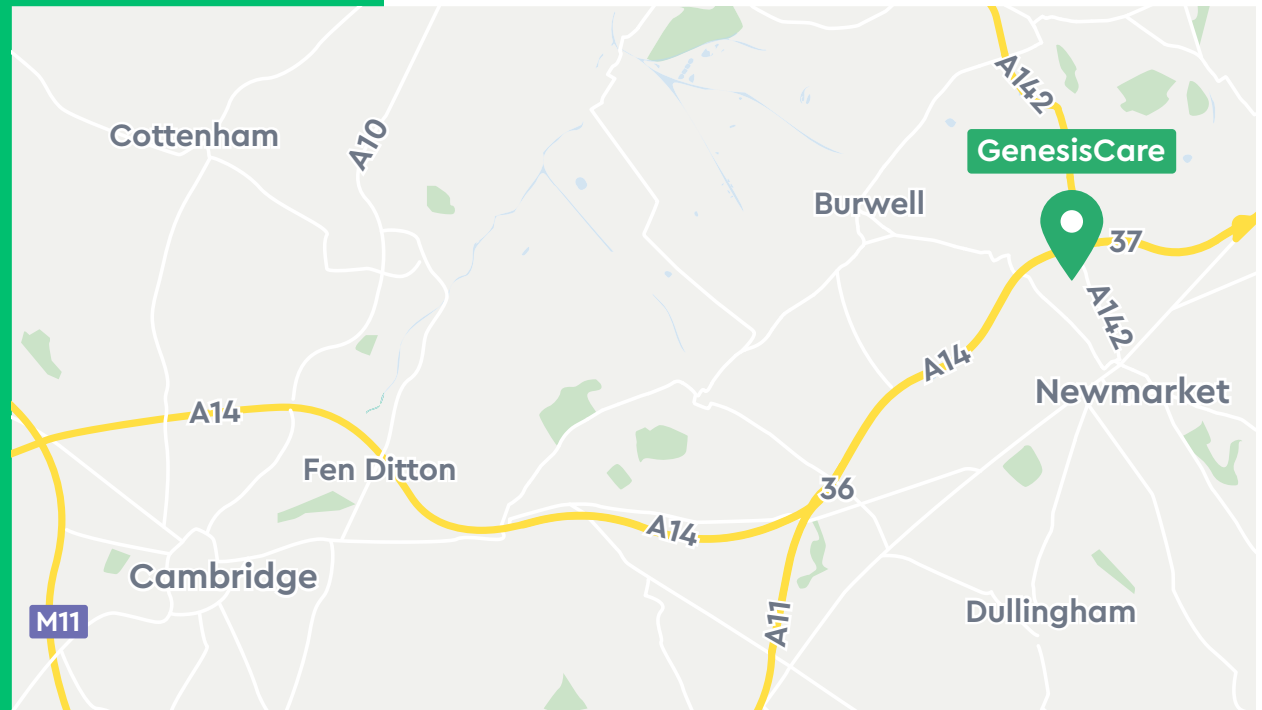 A142
Cottenham
A10
GenesisCare
Burwell
37
A142
A14
Newmarket
A14
Fen Ditton
36
A14
Cambridge
M11
A11
Dullingham